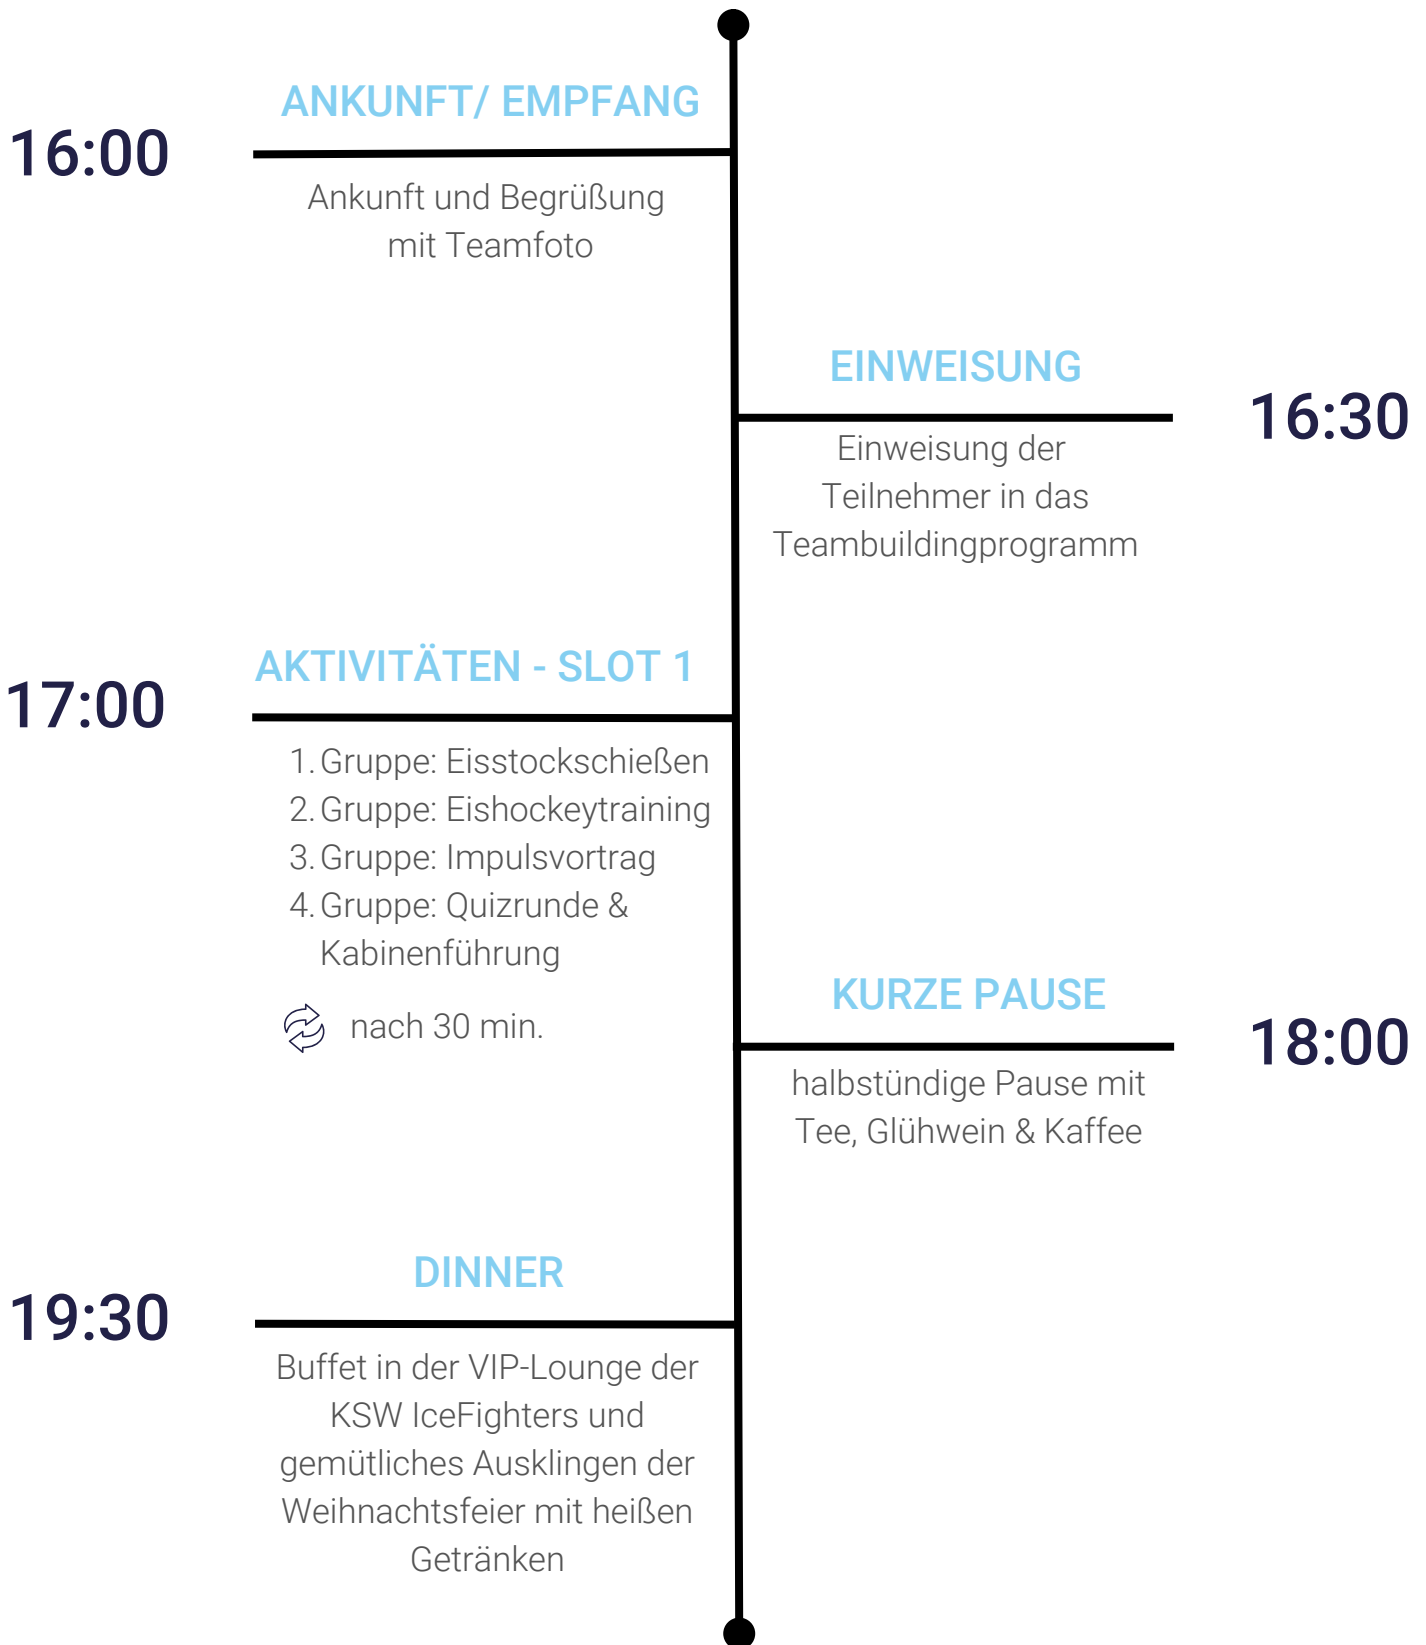 ANKUNFT/ EMPFANG
16:00
Ankunft und Begrüßung
mit Teamfoto
EINWEISUNG
16:30
Einweisung der
Teilnehmer in das
Teambuildingprogramm
AKTIVITÄTEN - SLOT 1
17:00
1. Gruppe: Eisstockschießen
2. Gruppe: Eishockeytraining
3. Gruppe: Impulsvortrag
4. Gruppe: Quizrunde &
Kabinenführung
nach 30 min.
KURZE PAUSE
18:00
halbstündige Pause mit
Tee, Glühwein & Kaffee
DINNER
19:30
Buffet in der VIP-Lounge der
KSW IceFighters und
gemütliches Ausklingen der
Weihnachtsfeier mit heißen
Getränken